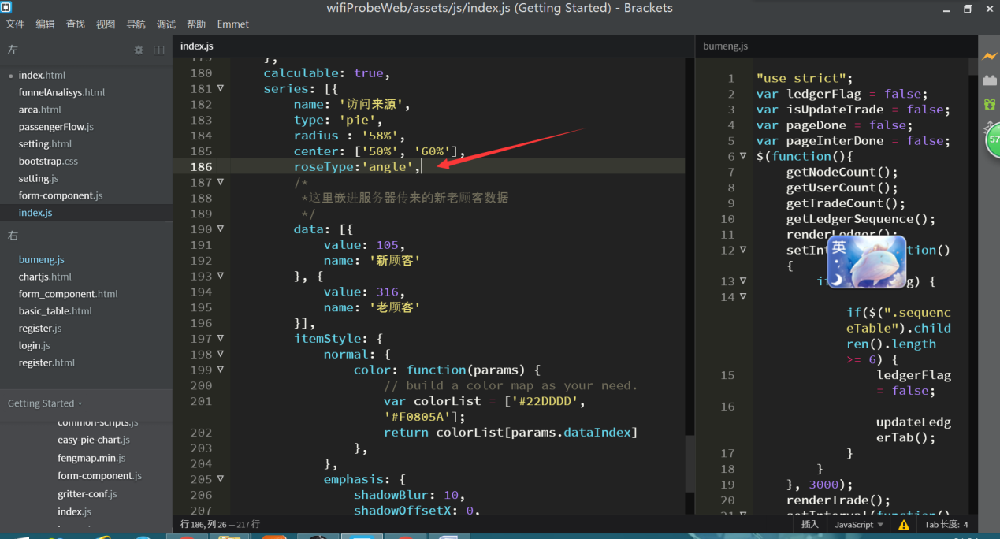 wifiProbeWeb/assets/js/index.js (Getting Started) - Brackets
文件 编辑 查找 视图 导航 调试 帮助 Emmet
左
index.html
funnelAnalisys.html
area.html
passengerFlow.js
setting.html
bootstrap.css
setting.js
form-component.js
index.js
右
bumeng.js
chartjs.html
form_component.html
basic_table.html
register.js
login.js
register.html
Getting Started
common-scripts.js
easy-pie-chart.js
fengmap.min.js
form-component.js
gritter-conf.js
index.js
index.js
179 },
180 calculable: true,
181 series: [{
182 name: '访问来源',
183 type: 'pie',
184 radius : '58%',
185 center: ['50%', '60%'],
186 roseType:'angle',
187 /*
188 *这里嵌进服务器传来的新老顾客数据
189 */
190 data: [{
191 value: 105,
192 name: '新顾客'
193 }, {
194 value: 316,
195 name: '老顾客'
196 }],
197 itemStyle: {
198 normal: {
199 color: function(params) {
200 // build a color map as your need.
201 var colorList = ['#22DDDD',
'#F0805A'];
202 return colorList[params.dataIndex]
203 },
204 },
205 emphasis: {
206 shadowBlur: 10,
207 shadowOffsetX: 0,
bumeng.js
1 "use strict";
2 var ledgerFlag = false;
3 var isUpdateTrade = false;
4 var pageDone = false;
5 var pageInterDone = false;
6 $(function(){
7 getNodeCount();
8 getUserCount();
9 getTradeCount();
10 getLedgerSequence();
11 renderLedger();
12 setInt tion()
{
13 i g) {
14
if($(".sequenc
eTable").child
ren().length
>= 6) {
15 ledgerFlag
= false;
16
updateLedg
erTab();
17 }
18 }
19 }, 3000);
20 renderTrade();
21 setInterval(function()
英
57
行 186, 列 26 — 217 行
插入 JavaScript Tab 长度: 4